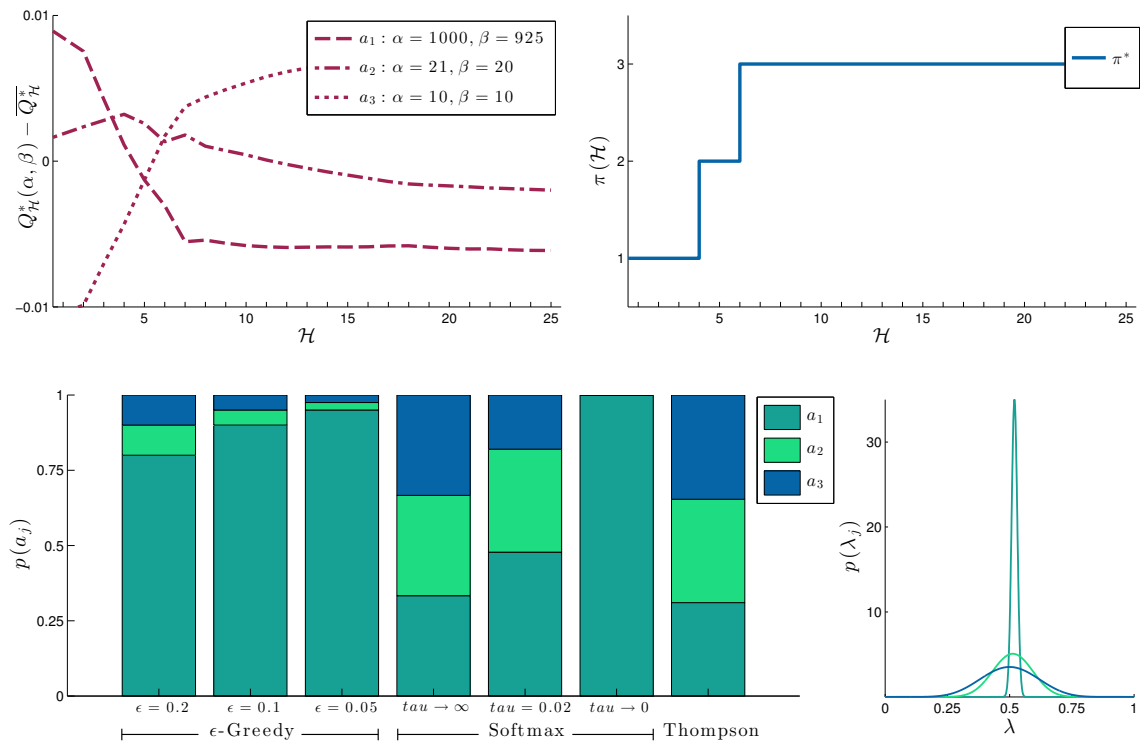 0.01
0
−0.01
Q*_ℋ(α, β) − \overline{Q*_ℋ}
a₁ : α = 1000, β = 925
a₂ : α = 21, β = 20
a₃ : α = 10, β = 10
5 10 15 20 25
ℋ
3
2
1
π(ℋ)
π*
5 10 15 20 25
ℋ
1
0.75
0.5
0.25
0
p(a_j)
a₁
a₂
a₃
ϵ = 0.2 ϵ = 0.1 ϵ = 0.05 tau → ∞ tau = 0.02 tau → 0
ϵ-Greedy Softmax Thompson
30
20
10
p(λ_j)
0 0.25 0.5 0.75 1
λ